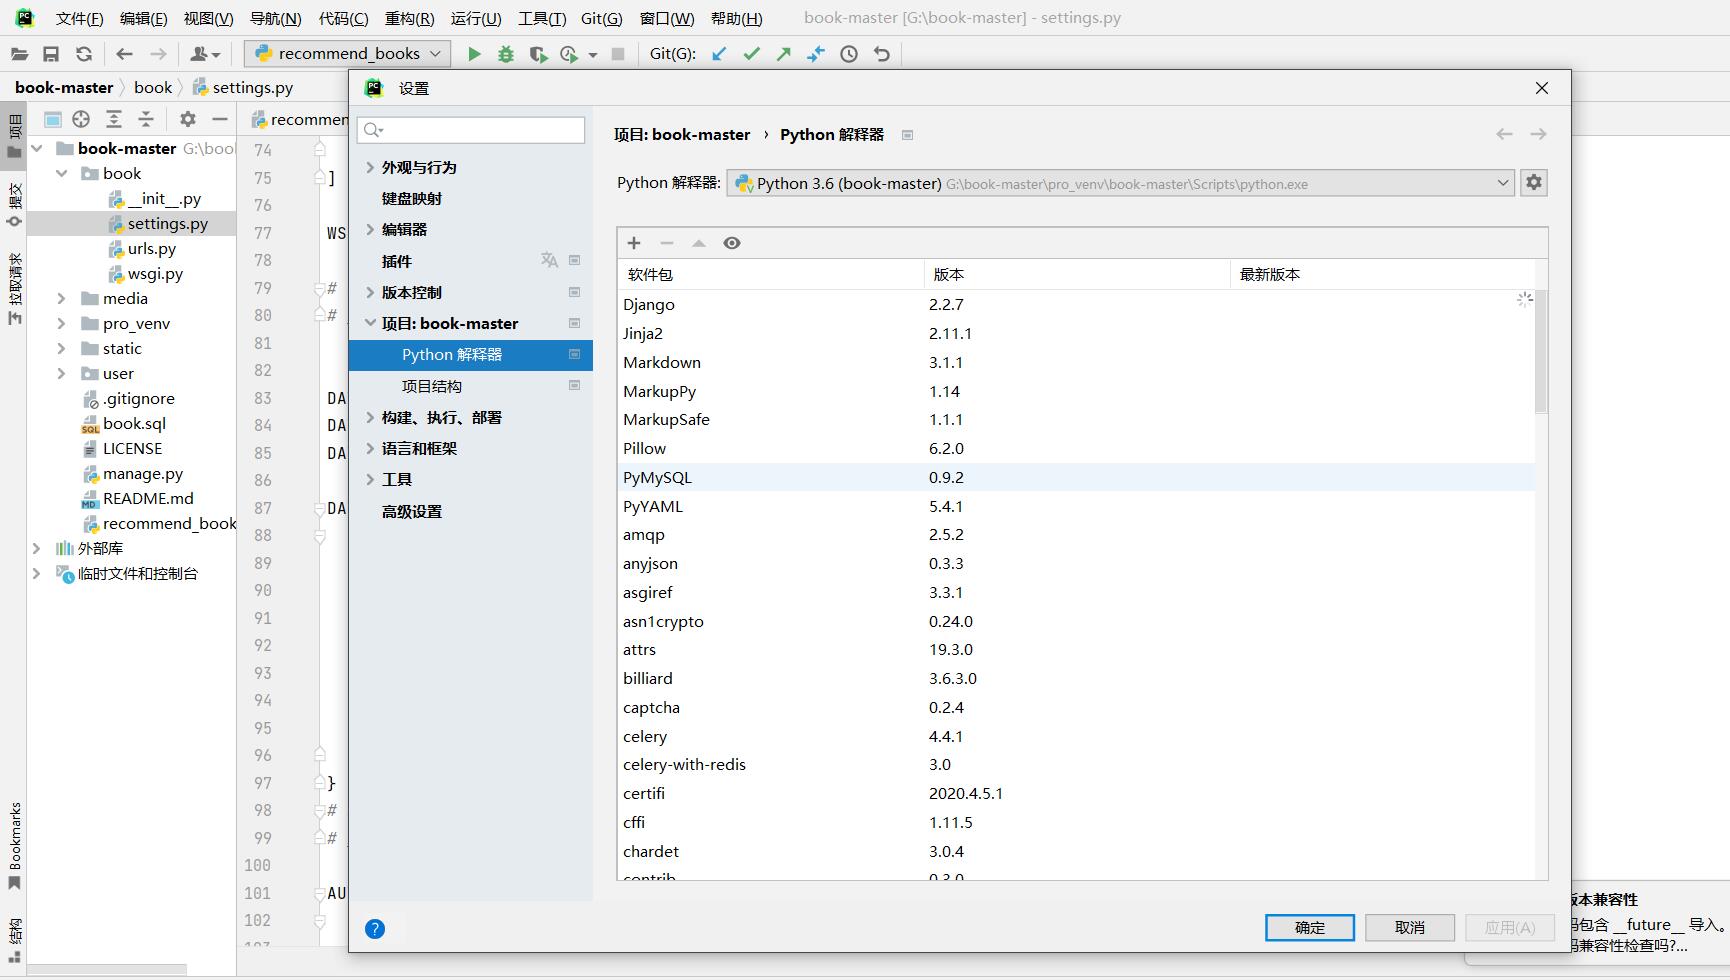 文件(F) 编辑(E) 视图(V) 导航(N) 代码(C) 重构(R) 运行(U) 工具(T) Git(G) 窗口(W) 帮助(H) book-master [G:\book-master] - settings.py
recommend_books Git(G):
book-master book settings.py
项目
提交
拉取请求
Bookmarks
结构
book-master G:\book
book
__init__.py
settings.py
urls.py
wsgi.py
media
pro_venv
static
user
.gitignore
book.sql
LICENSE
manage.py
README.md
recommend_book
外部库
临时文件和控制台
recommen
74
75 ]
76
77 WS
78
79 #
80 #
81
82
83 DA
84 DA
85 DA
86
87 DA
88
89
90
91
92
93
94
95
96
97 }
98 #
99 #
100
101 AU
102
设置
外观与行为
键盘映射
编辑器
插件
版本控制
项目: book-master
Python 解释器
项目结构
构建、执行、部署
语言和框架
工具
高级设置
项目: book-master › Python 解释器
Python 解释器: Python 3.6 (book-master) G:\book-master\pro_venv\book-master\Scripts\python.exe
软件包 版本 最新版本
Django 2.2.7
Jinja2 2.11.1
Markdown 3.1.1
MarkupPy 1.14
MarkupSafe 1.1.1
Pillow 6.2.0
PyMySQL 0.9.2
PyYAML 5.4.1
amqp 2.5.2
anyjson 0.3.3
asgiref 3.3.1
asn1crypto 0.24.0
attrs 19.3.0
billiard 3.6.3.0
captcha 0.2.4
celery 4.4.1
celery-with-redis 3.0
certifi 2020.4.5.1
cffi 1.11.5
chardet 3.0.4
contrib 0.3.0
确定 取消 应用(A)
版本兼容性
码包含 __future__ 导入。
码兼容性检查吗?...